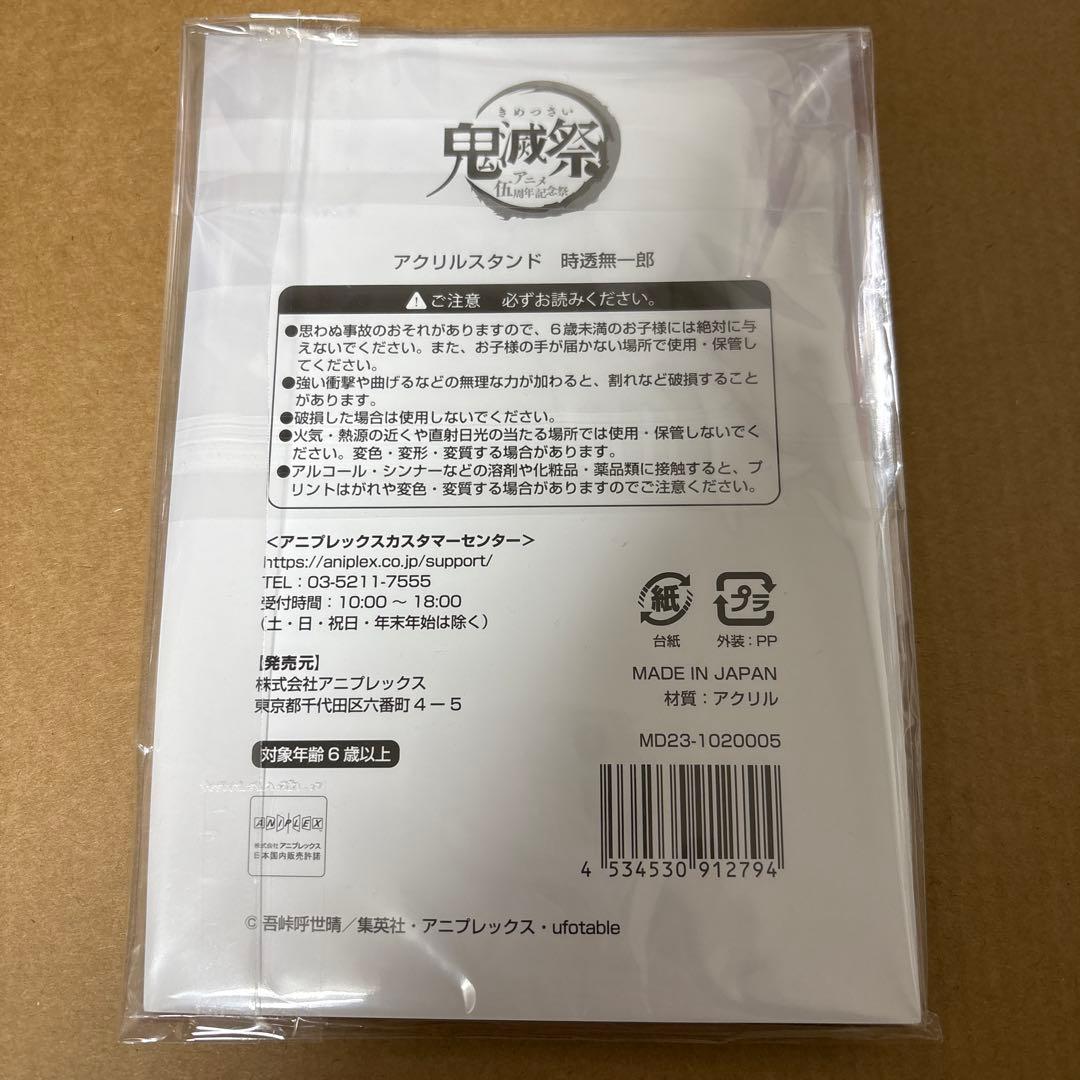 きめっさい
鬼滅祭
アニメ
伍周年記念祭
アクリルスタンド 時透無一郎
ご注意 必ずお読みください。
●思わぬ事故のおそれがありますので、６歳未満のお子様には絶対に与
えないでください。また、お子様の手が届かない場所で使用・保管し
てください。
●強い衝撃や曲げるなどの無理な力が加わると、割れなど破損すること
があります。
●破損した場合は使用しないでください。
●火気・熱源の近くや直射日光の当たる場所では使用・保管しないでく
ださい。変色・変形・変質する場合があります。
●アルコール・シンナーなどの溶剤や化粧品・薬品類に接触すると、プ
リントはがれや変色・変質する場合がありますのでご注意ください。
＜アニプレックスカスタマーセンター＞
https://aniplex.co.jp/support/
TEL：03-5211-7555
受付時間：10:00 ～ 18:00
（土・日・祝日・年末年始は除く）
紙
プラ
台紙 外装：PP
【発売元】
株式会社アニプレックス
東京都千代田区六番町４－５
MADE IN JAPAN
材質：アクリル
対象年齢６歳以上
MD23-1020005
ANIPLEX
株式会社アニプレックス
日本国内販売許諾
4 534530 912794
© 吾峠呼世晴／集英社・アニプレックス・ufotable